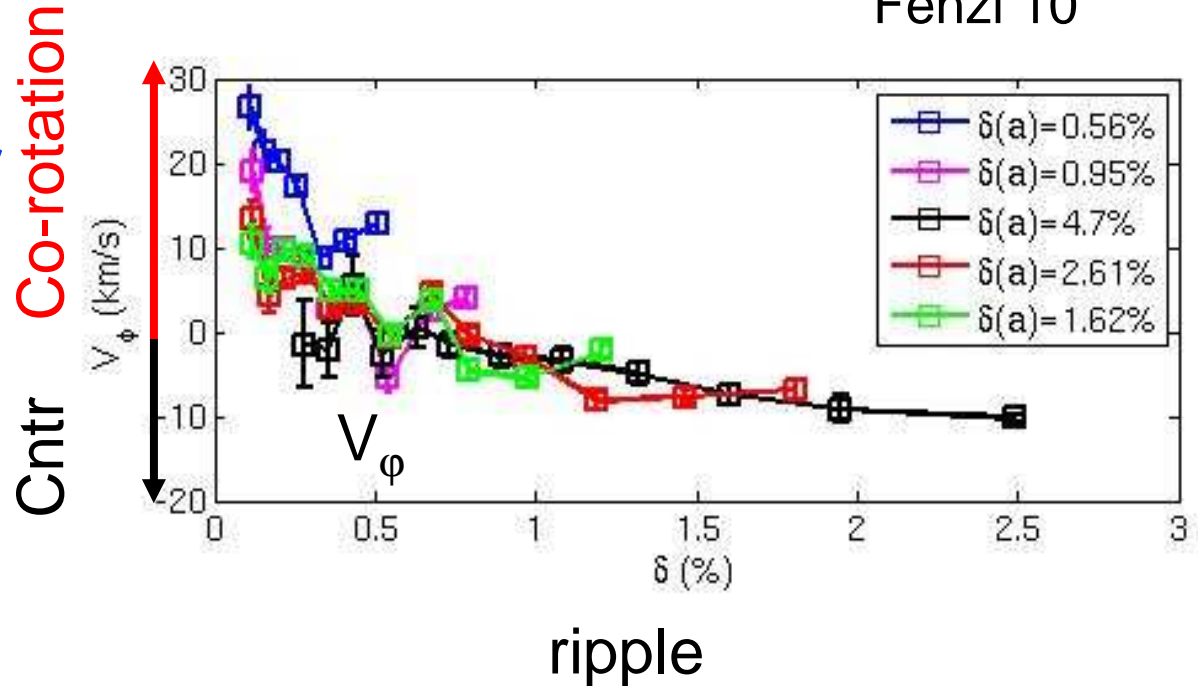 Fenzi 10
Co-rotation
Cntr
V_ϕ (km/s)
30
20
10
0
-10
-20
δ(a)=0.56%
δ(a)=0.95%
δ(a)=4.7%
δ(a)=2.61%
δ(a)=1.62%
V_φ
0 0.5 1 1.5 2 2.5 3
δ (%)
ripple